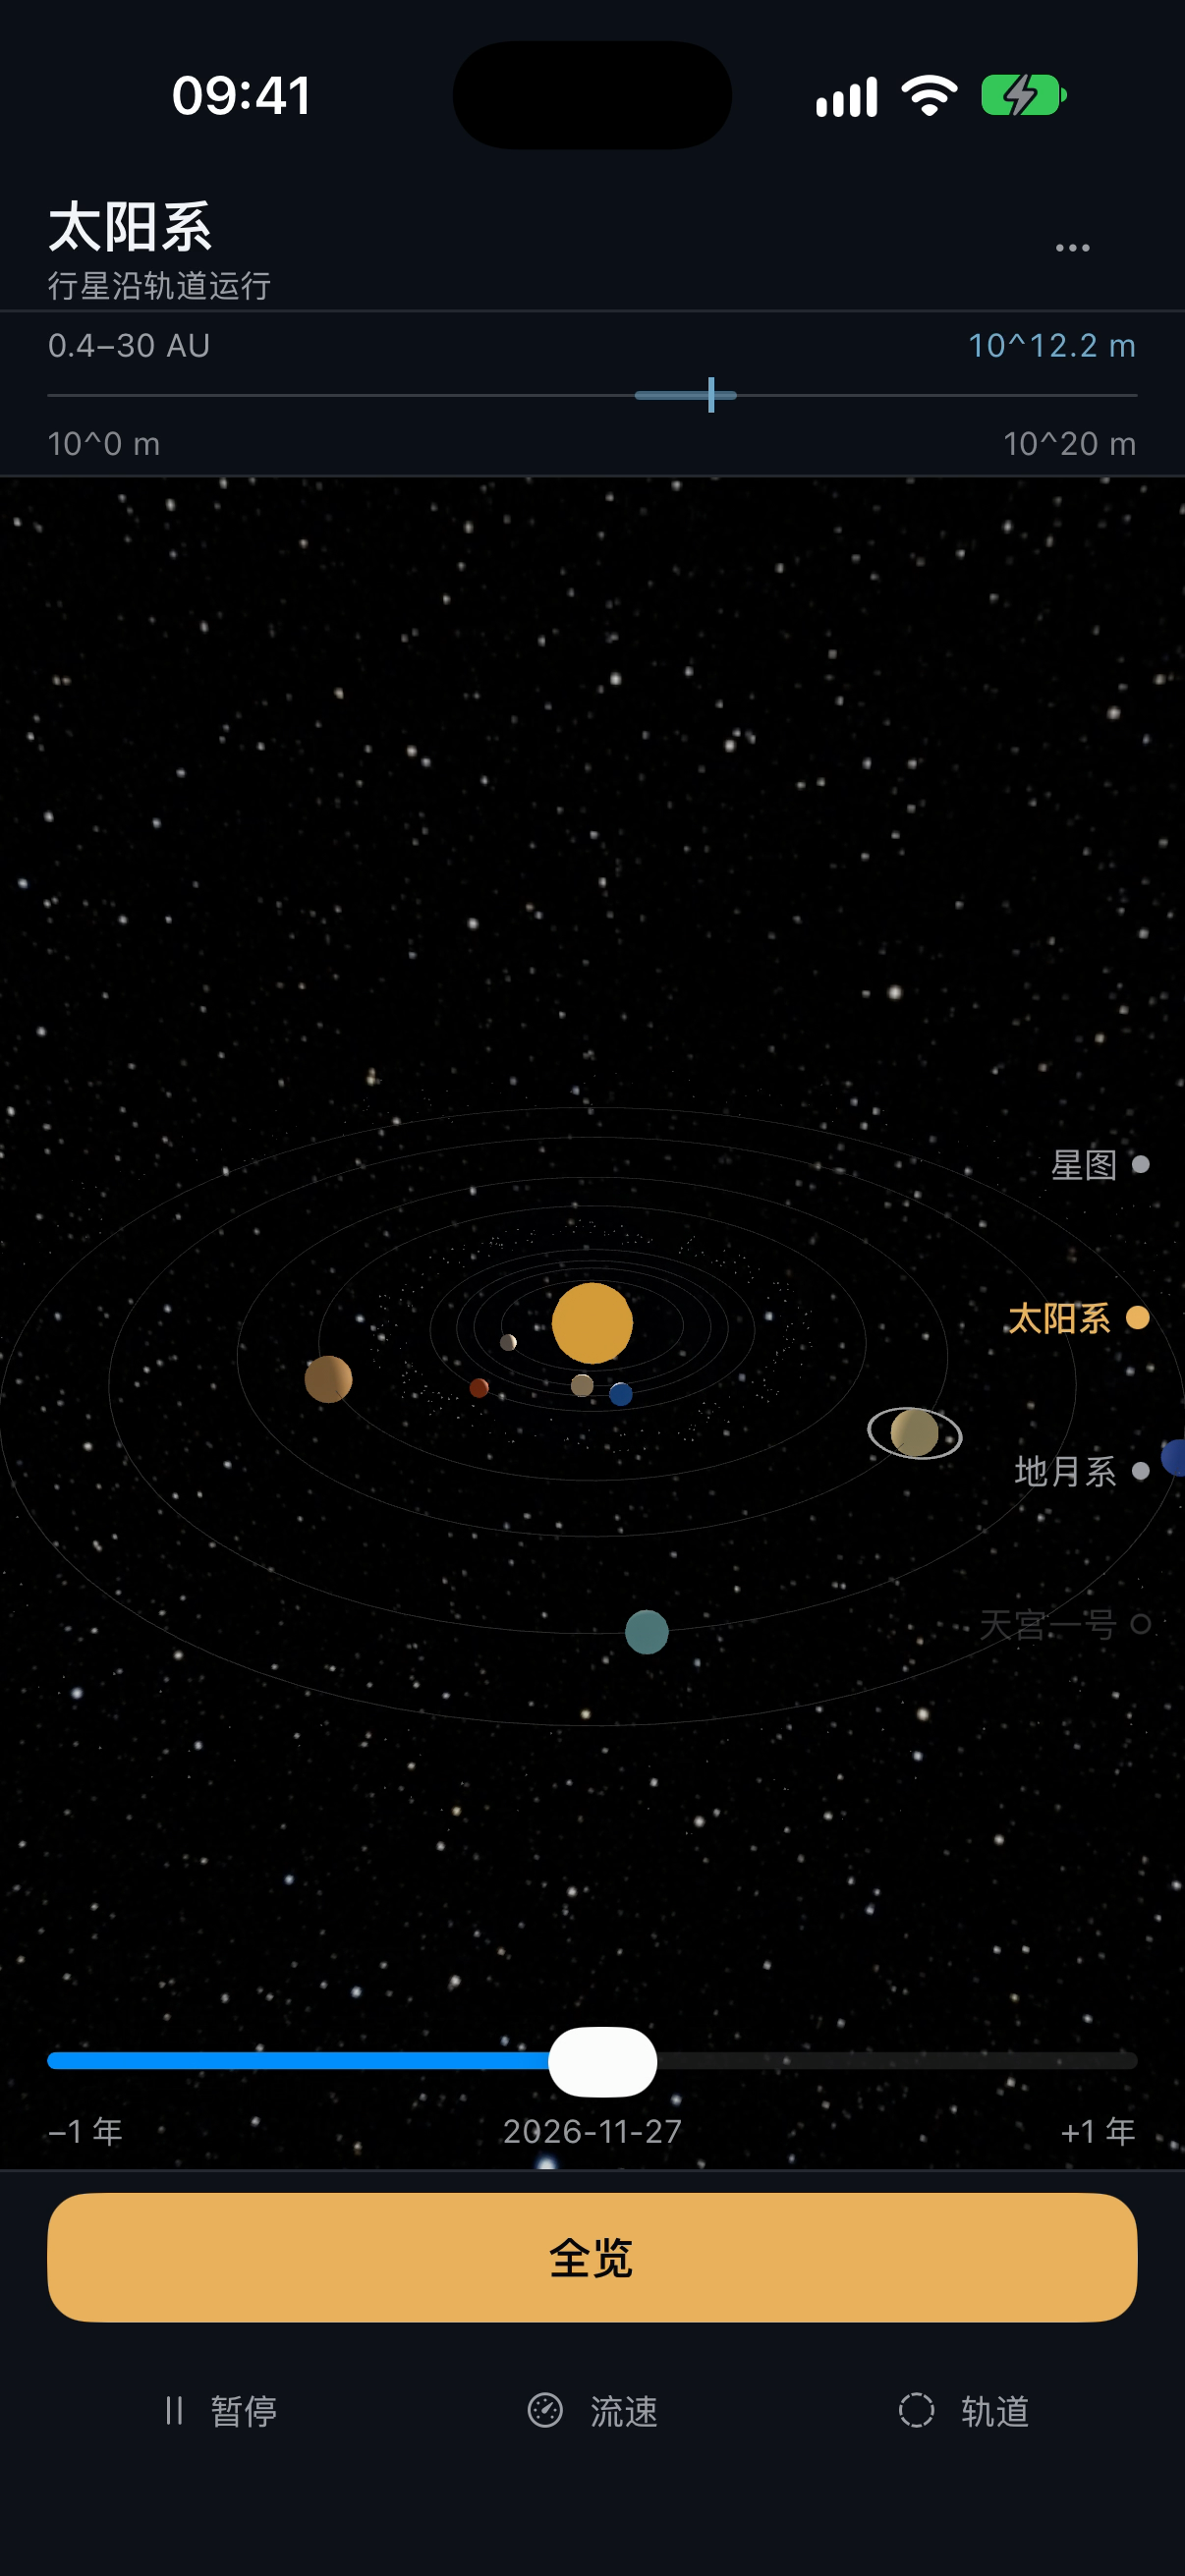 09:41
太阳系
行星沿轨道运行
0.4–30 AU
10^12.2 m
10^0 m
10^20 m
星图
太阳系
地月系
天宫一号
–1 年
2026-11-27
+1 年
全览
暂停
流速
轨道